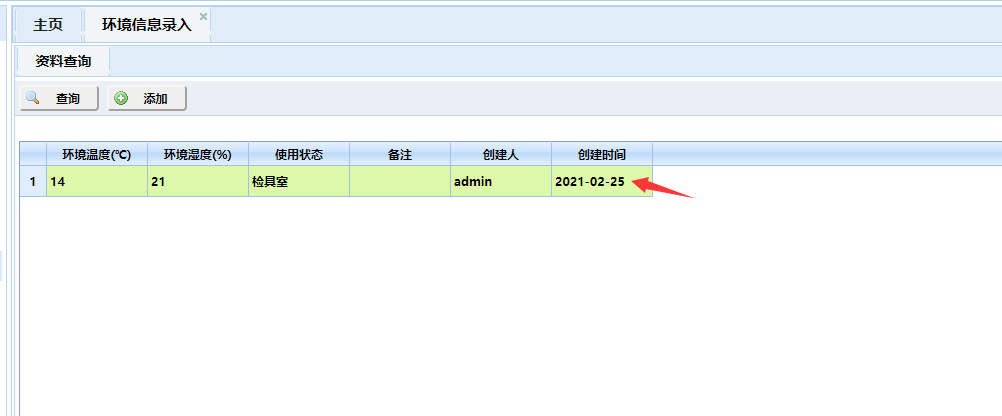 主页 环境信息录入
资料查询
查询 添加
环境温度(℃) 环境湿度(%) 使用状态 备注 创建人 创建时间
1 14 21 检具室 admin 2021-02-25